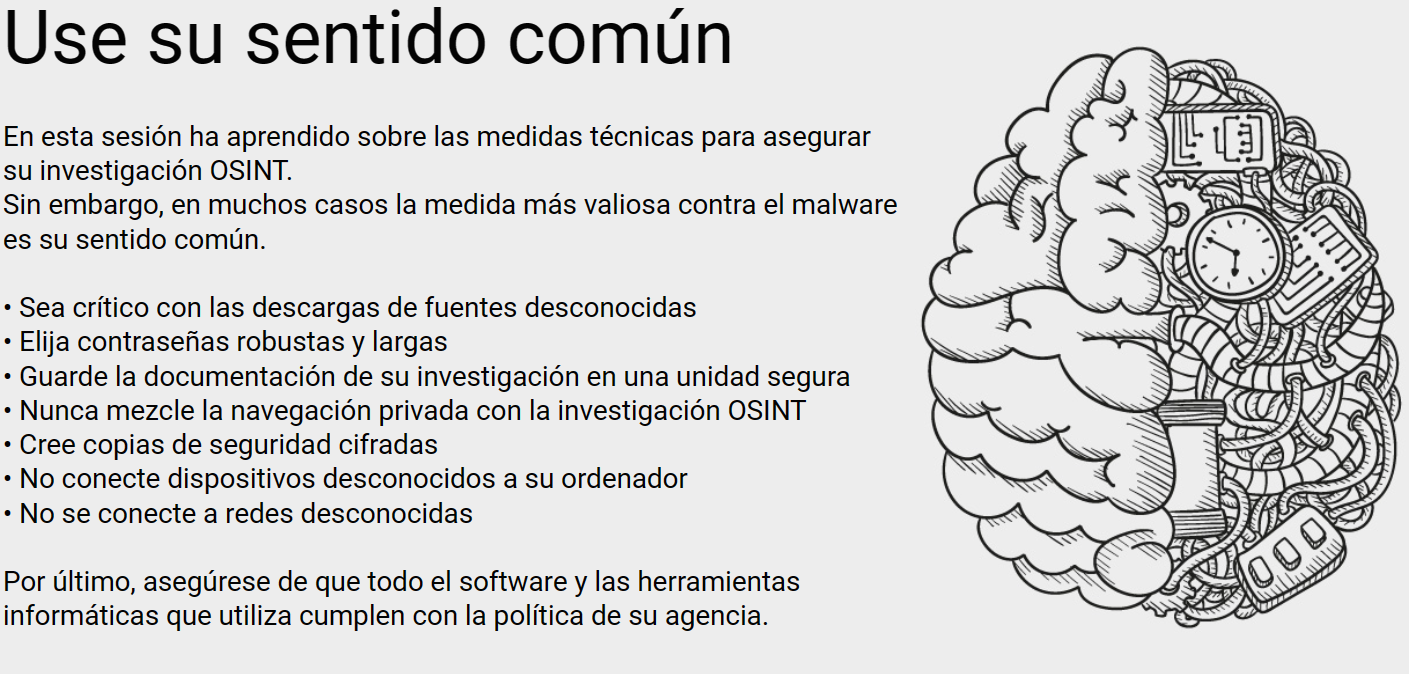 Use su sentido común
En esta sesión ha aprendido sobre las medidas técnicas para asegurar
su investigación OSINT.
Sin embargo, en muchos casos la medida más valiosa contra el malware
es su sentido común.
• Sea crítico con las descargas de fuentes desconocidas
• Elija contraseñas robustas y largas
• Guarde la documentación de su investigación en una unidad segura
• Nunca mezcle la navegación privada con la investigación OSINT
• Cree copias de seguridad cifradas
• No conecte dispositivos desconocidos a su ordenador
• No se conecte a redes desconocidas
Por último, asegúrese de que todo el software y las herramientas
informáticas que utiliza cumplen con la política de su agencia.